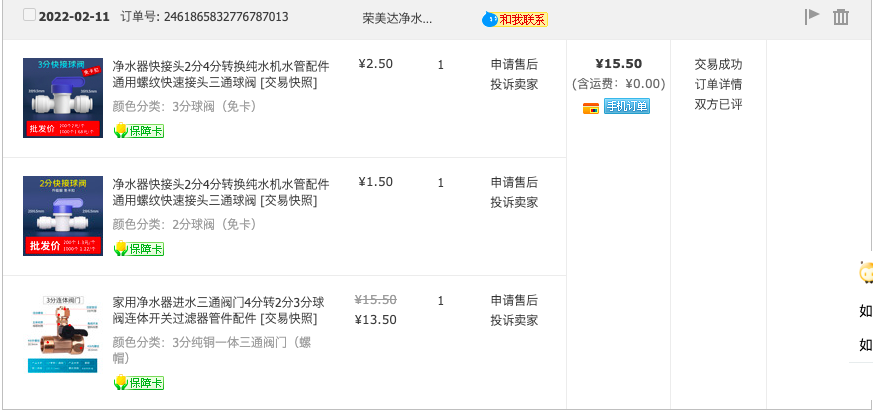 2022-02-11 订单号: 2461865832776787013 荣美达净水... 和我联系
3分快接球阀
免卡扣
批发价
净水器快接头2分4分转换纯水机水管配件
通用螺纹快速接头三通球阀 [交易快照]
颜色分类：3分球阀（免卡）
保障卡
¥2.50
1
申请售后
投诉卖家
¥15.50
(含运费：¥0.00)
手机订单
交易成功
订单详情
双方已评
2分快接球阀
批发价
净水器快接头2分4分转换纯水机水管配件
通用螺纹快速接头三通球阀 [交易快照]
颜色分类：2分球阀（免卡）
保障卡
¥1.50
1
申请售后
投诉卖家
3分连体阀门
家用净水器进水三通阀门4分转2分3分球
阀连体开关过滤器管件配件 [交易快照]
颜色分类：3分纯铜一体三通阀门（螺
帽）
保障卡
¥15.50
¥13.50
1
申请售后
投诉卖家
如
如